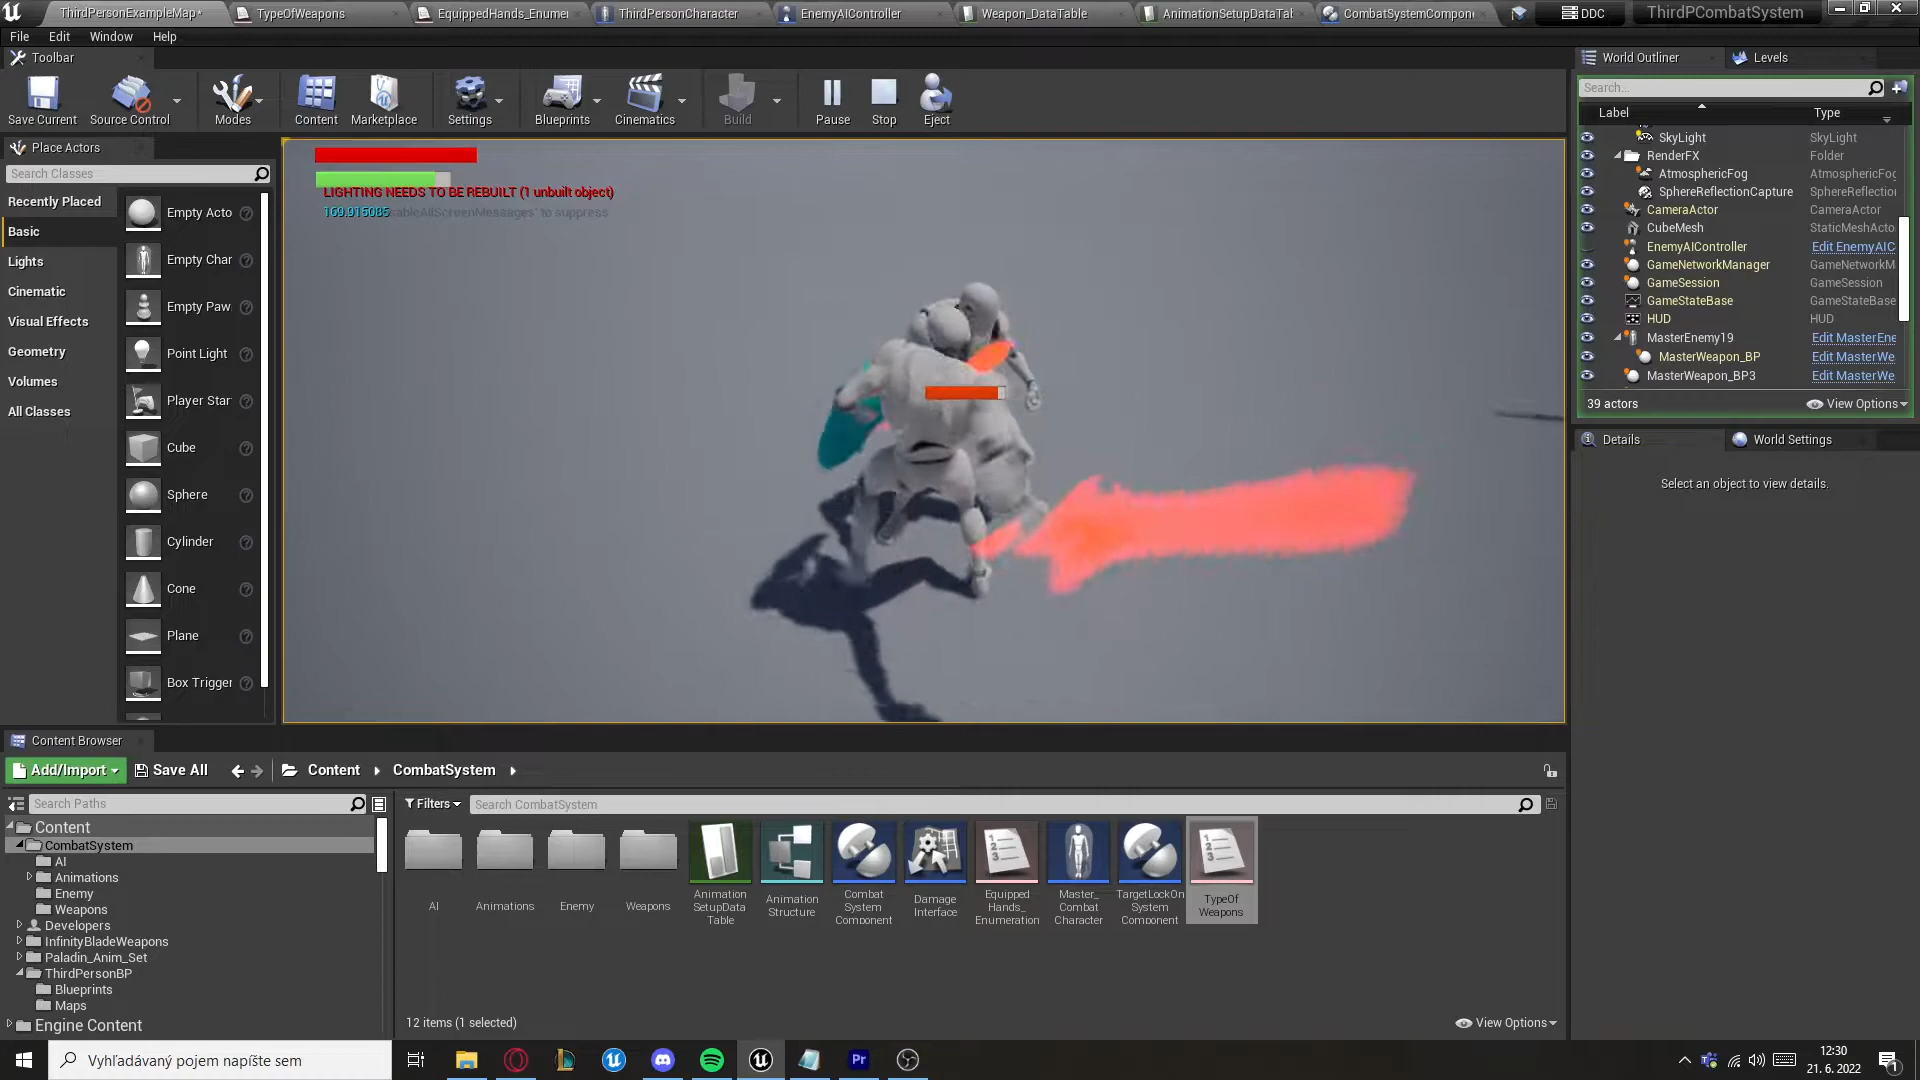 ThirdPersonExampleMap*
TypeOfWeapons
EquippedHands_Enumer
ThirdPersonCharacter
EnemyAIController
Weapon_DataTable
AnimationSetupDataTab
CombatSystemCompon
DDC
ThirdPCombatSystem
File Edit Window Help
Toolbar
Save Current
Source Control
Modes
Content
Marketplace
Settings
Blueprints
Cinematics
Build
Pause
Stop
Eject
Place Actors
Search Classes
Recently Placed
Basic
Lights
Cinematic
Visual Effects
Geometry
Volumes
All Classes
Empty Acto
Empty Char
Empty Paw
Point Light
Player Star
Cube
Sphere
Cylinder
Cone
Plane
Box Trigger
LIGHTING NEEDS TO BE REBUILT (1 unbuilt object)
169.915085ableAllScreenMessages' to suppress
World Outliner
Levels
Search...
Label Type
SkyLight SkyLight
RenderFX Folder
AtmosphericFog AtmosphericFog
SphereReflectionCapture SphereReflection
CameraActor CameraActor
CubeMesh StaticMeshActo
EnemyAIController Edit EnemyAIC
GameNetworkManager GameNetworkM
GameSession GameSession
GameStateBase GameStateBase
HUD HUD
MasterEnemy19 Edit MasterEne
MasterWeapon_BP Edit MasterWe
MasterWeapon_BP3 Edit MasterWe
39 actors
View Options
Details
World Settings
Select an object to view details.
Content Browser
Add/Import
Save All
Content
CombatSystem
Search Paths
Filters
Search CombatSystem
Content
CombatSystem
AI
Animations
Enemy
Weapons
Developers
InfinityBladeWeapons
Paladin_Anim_Set
ThirdPersonBP
Blueprints
Maps
Engine Content
AI
Animations
Enemy
Weapons
Animation
SetupData
Table
Animation
Structure
Combat
System
Component
Damage
Interface
Equipped
Hands_
Enumeration
Master_
Combat
Character
TargetLockOn
System
Component
TypeOf
Weapons
12 items (1 selected)
View Options
Vyhľadávaný pojem napíšte sem
Pr
12:30
21. 6. 2022
1